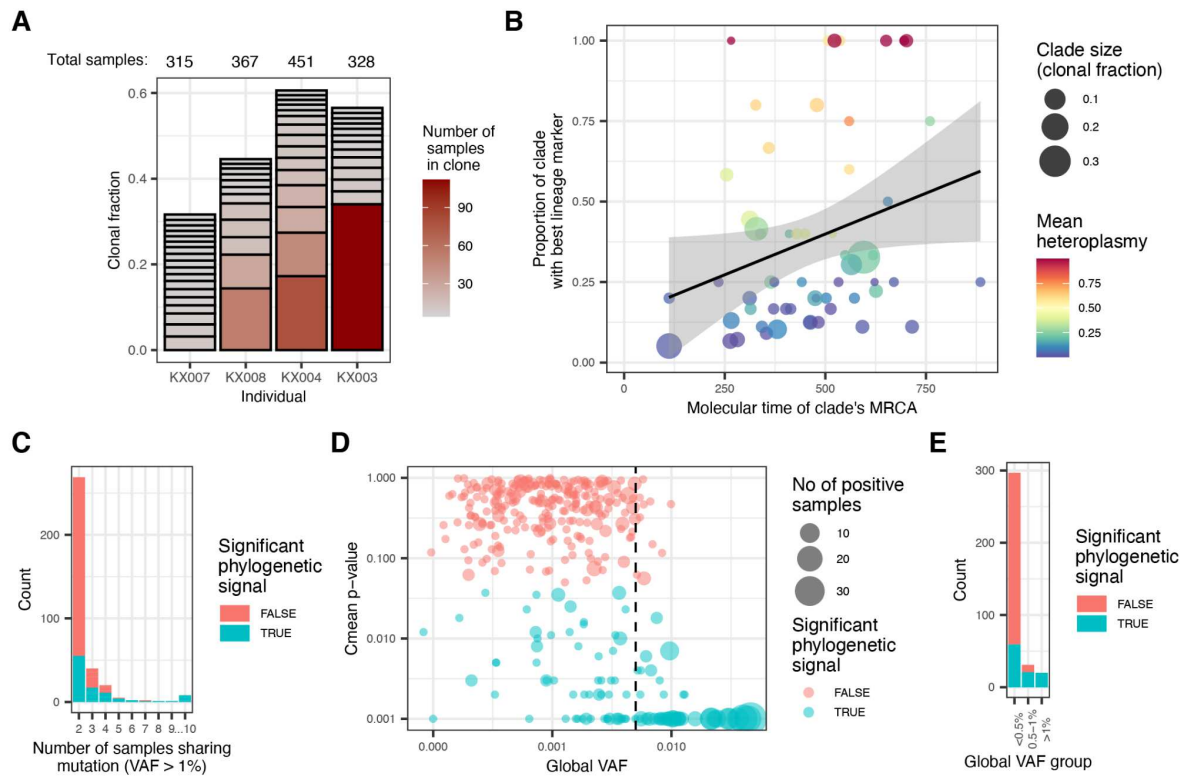 A
Total samples:
315 367 451 328
0.6
0.4
0.2
0.0
Clonal fraction
KX007 KX008 KX004 KX003
Individual
Number of
samples
in clone
90
60
30
B
1.00
0.75
0.50
0.25
0.00
Proportion of clade
with best lineage marker
0 250 500 750
Molecular time of clade's MRCA
Clade size
(clonal fraction)
0.1
0.2
0.3
Mean
heteroplasmy
0.75
0.50
0.25
C
200
100
0
Count
2 3 4 5 6 7 8 9...10
Number of samples sharing
mutation (VAF > 1%)
Significant
phylogenetic
signal
FALSE
TRUE
D
1.000
0.100
0.010
0.001
Cmean p-value
0.000 0.001 0.010
Global VAF
No of positive
samples
10
20
30
Significant
phylogenetic
signal
FALSE
TRUE
E
300
200
100
0
Count
<0.5%
0.5-1%
>1%
Global VAF group
Significant
phylogenetic
signal
FALSE
TRUE